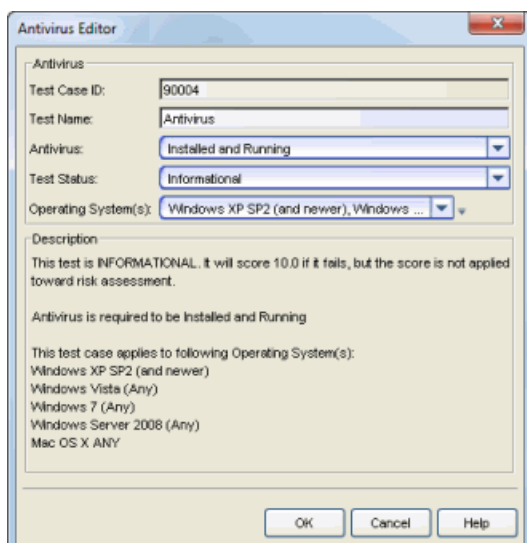 Antivirus Editor
Antivirus
Test Case ID: 90004
Test Name: Antivirus
Antivirus: Installed and Running
Test Status: Informational
Operating System(s): Windows XP SP2 (and newer), Windows ...
Description
This test is INFORMATIONAL. It will score 10.0 if it fails, but the score is not applied
toward risk assessment.
Antivirus is required to be Installed and Running
This test case applies to following Operating System(s):
Windows XP SP2 (and newer)
Windows Vista (Any)
Windows 7 (Any)
Windows Server 2008 (Any)
Mac OS X ANY
OK Cancel Help